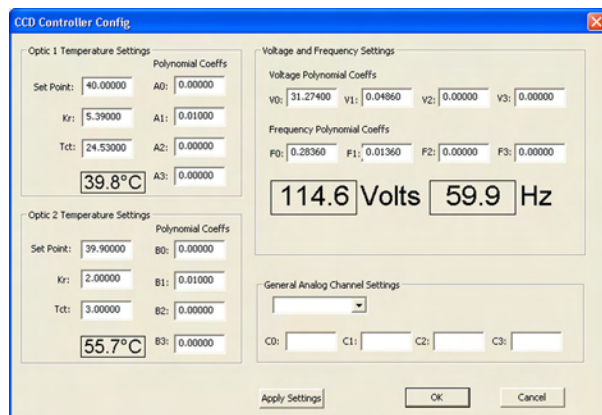 CCD Controller Config
Optic 1 Temperature Settings
Polynomial Coeffs
Set Point: 40.00000 A0: 0.00000
Kr: 5.39000 A1: 0.01000
Tct: 24.53000 A2: 0.00000
39.8°C A3: 0.00000
Optic 2 Temperature Settings
Polynomial Coeffs
Set Point: 39.90000 B0: 0.00000
Kr: 2.00000 B1: 0.01000
Tct: 3.00000 B2: 0.00000
55.7°C B3: 0.00000
Voltage and Frequency Settings
Voltage Polynomial Coeffs
V0: 31.27400 V1: 0.04860 V2: 0.00000 V3: 0.00000
Frequency Polynomial Coeffs
F0: 0.28360 F1: 0.01360 F2: 0.00000 F3: 0.00000
114.6 Volts 59.9 Hz
General Analog Channel Settings
C0: C1: C2: C3:
Apply Settings OK Cancel